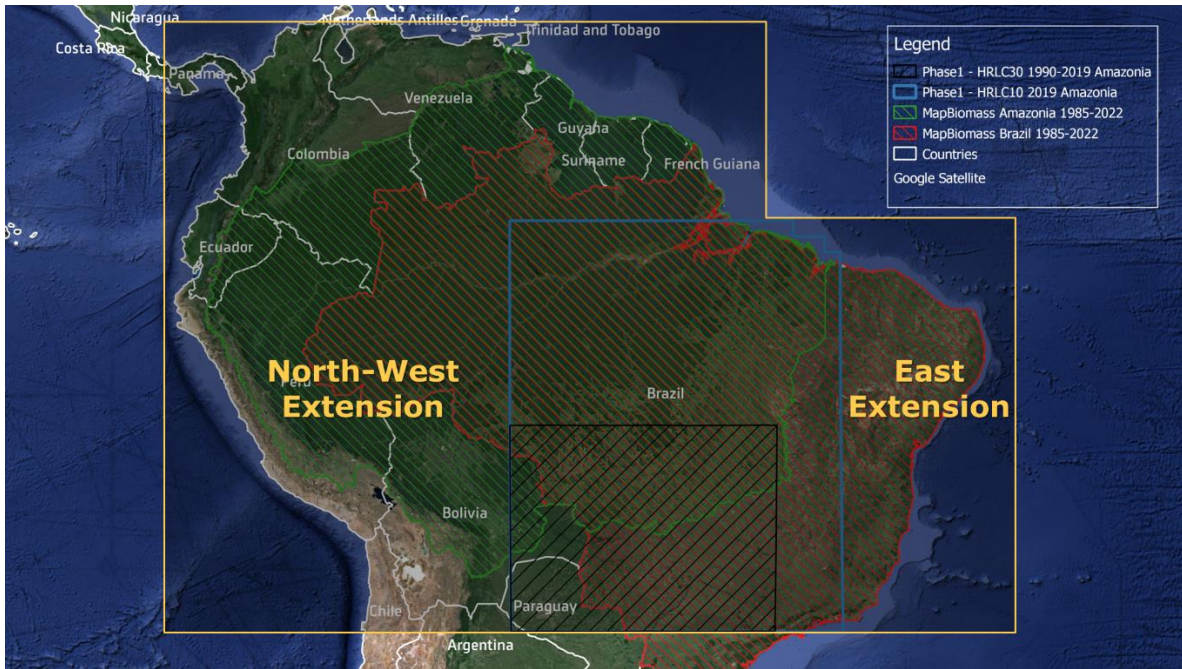 Nicaragua
Netherlands Antilles
Grenada
Trinidad and Tobago
Costa Rica
Panama
Venezuela
Guyana
Suriname
French Guiana
Colombia
Ecuador
North-West
Extension
Peru
East
Extension
Brazil
Bolivia
Chile
Paraguay
Argentina
Legend
Phase1 - HRLC30 1990-2019 Amazonia
Phase1 - HRLC10 2019 Amazonia
MapBiomass Amazonia 1985-2022
MapBiomass Brazil 1985-2022
Countries
Google Satellite